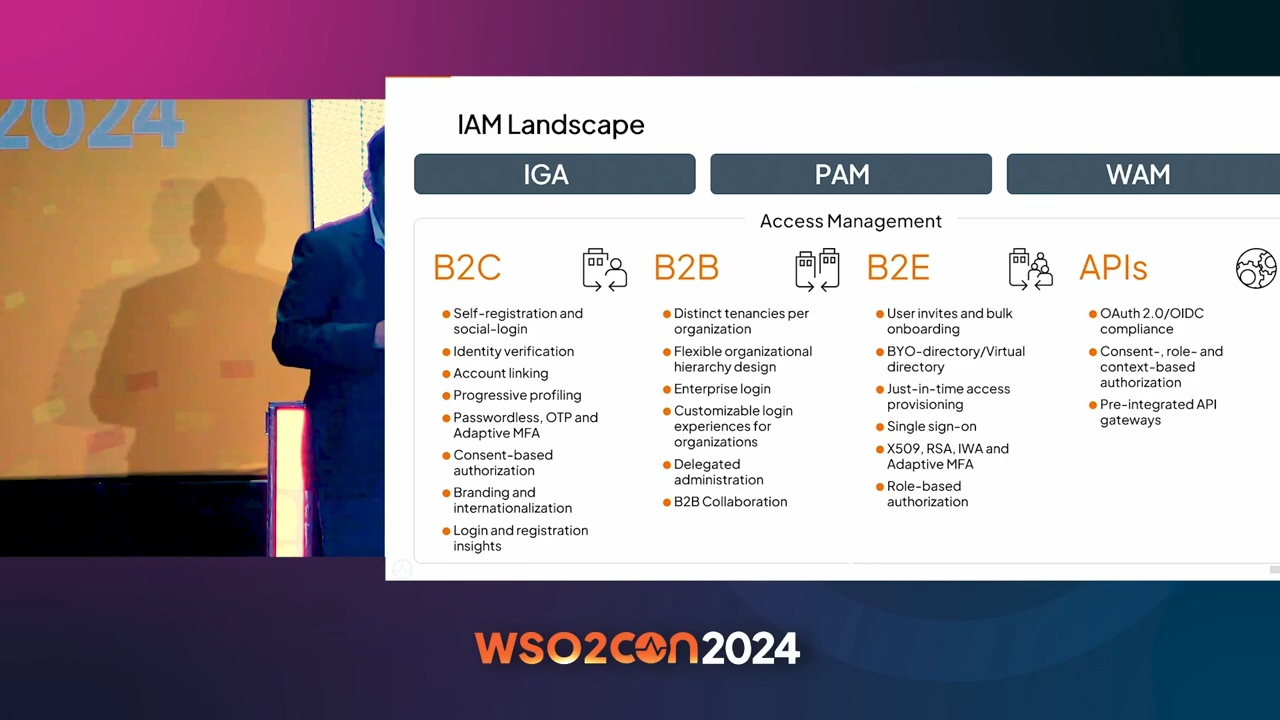 2024
IAM Landscape
IGA
PAM
WAM
Access Management
B2C
Self-registration and
social-login
Identity verification
Account linking
Progressive profiling
Passwordless, OTP and
Adaptive MFA
Consent-based
authorization
Branding and
internationalization
Login and registration
insights
B2B
Distinct tenancies per
organization
Flexible organizational
hierarchy design
Enterprise login
Customizable login
experiences for
organizations
Delegated
administration
B2B Collaboration
B2E
User invites and bulk
onboarding
BYO-directory/Virtual
directory
Just-in-time access
provisioning
Single sign-on
X509, RSA, IWA and
Adaptive MFA
Role-based
authorization
APIs
OAuth 2.0/OIDC
compliance
Consent-, role- and
context-based
authorization
Pre-integrated API
gateways
WSO2CON2024